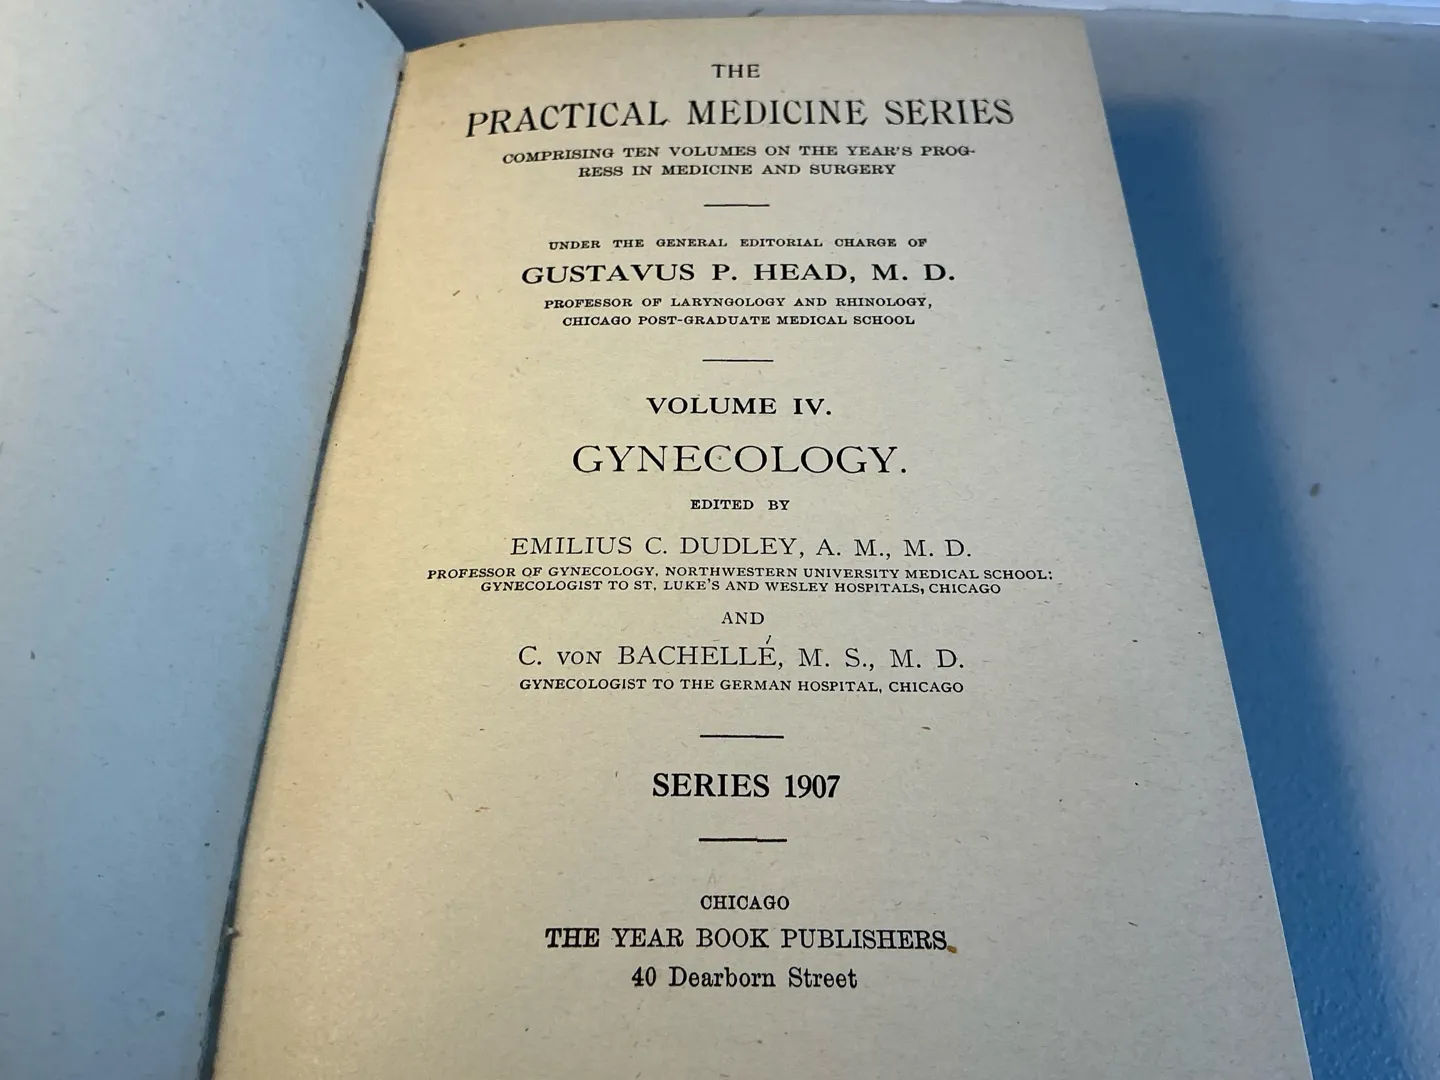 THE
PRACTICAL MEDICINE SERIES
COMPRISING TEN VOLUMES ON THE YEAR'S PROG-
RESS IN MEDICINE AND SURGERY
UNDER THE GENERAL EDITORIAL CHARGE OF
GUSTAVUS P. HEAD, M. D.
PROFESSOR OF LARYNGOLOGY AND RHINOLOGY,
CHICAGO POST-GRADUATE MEDICAL SCHOOL
VOLUME IV.
GYNECOLOGY.
EDITED BY
EMILIUS C. DUDLEY, A. M., M. D.
PROFESSOR OF GYNECOLOGY, NORTHWESTERN UNIVERSITY MEDICAL SCHOOL:
GYNECOLOGIST TO ST. LUKE'S AND WESLEY HOSPITALS, CHICAGO
AND
C. VON BACHELLÉ, M. S., M. D.
GYNECOLOGIST TO THE GERMAN HOSPITAL, CHICAGO
SERIES 1907
CHICAGO
THE YEAR BOOK PUBLISHERS.
40 Dearborn Street